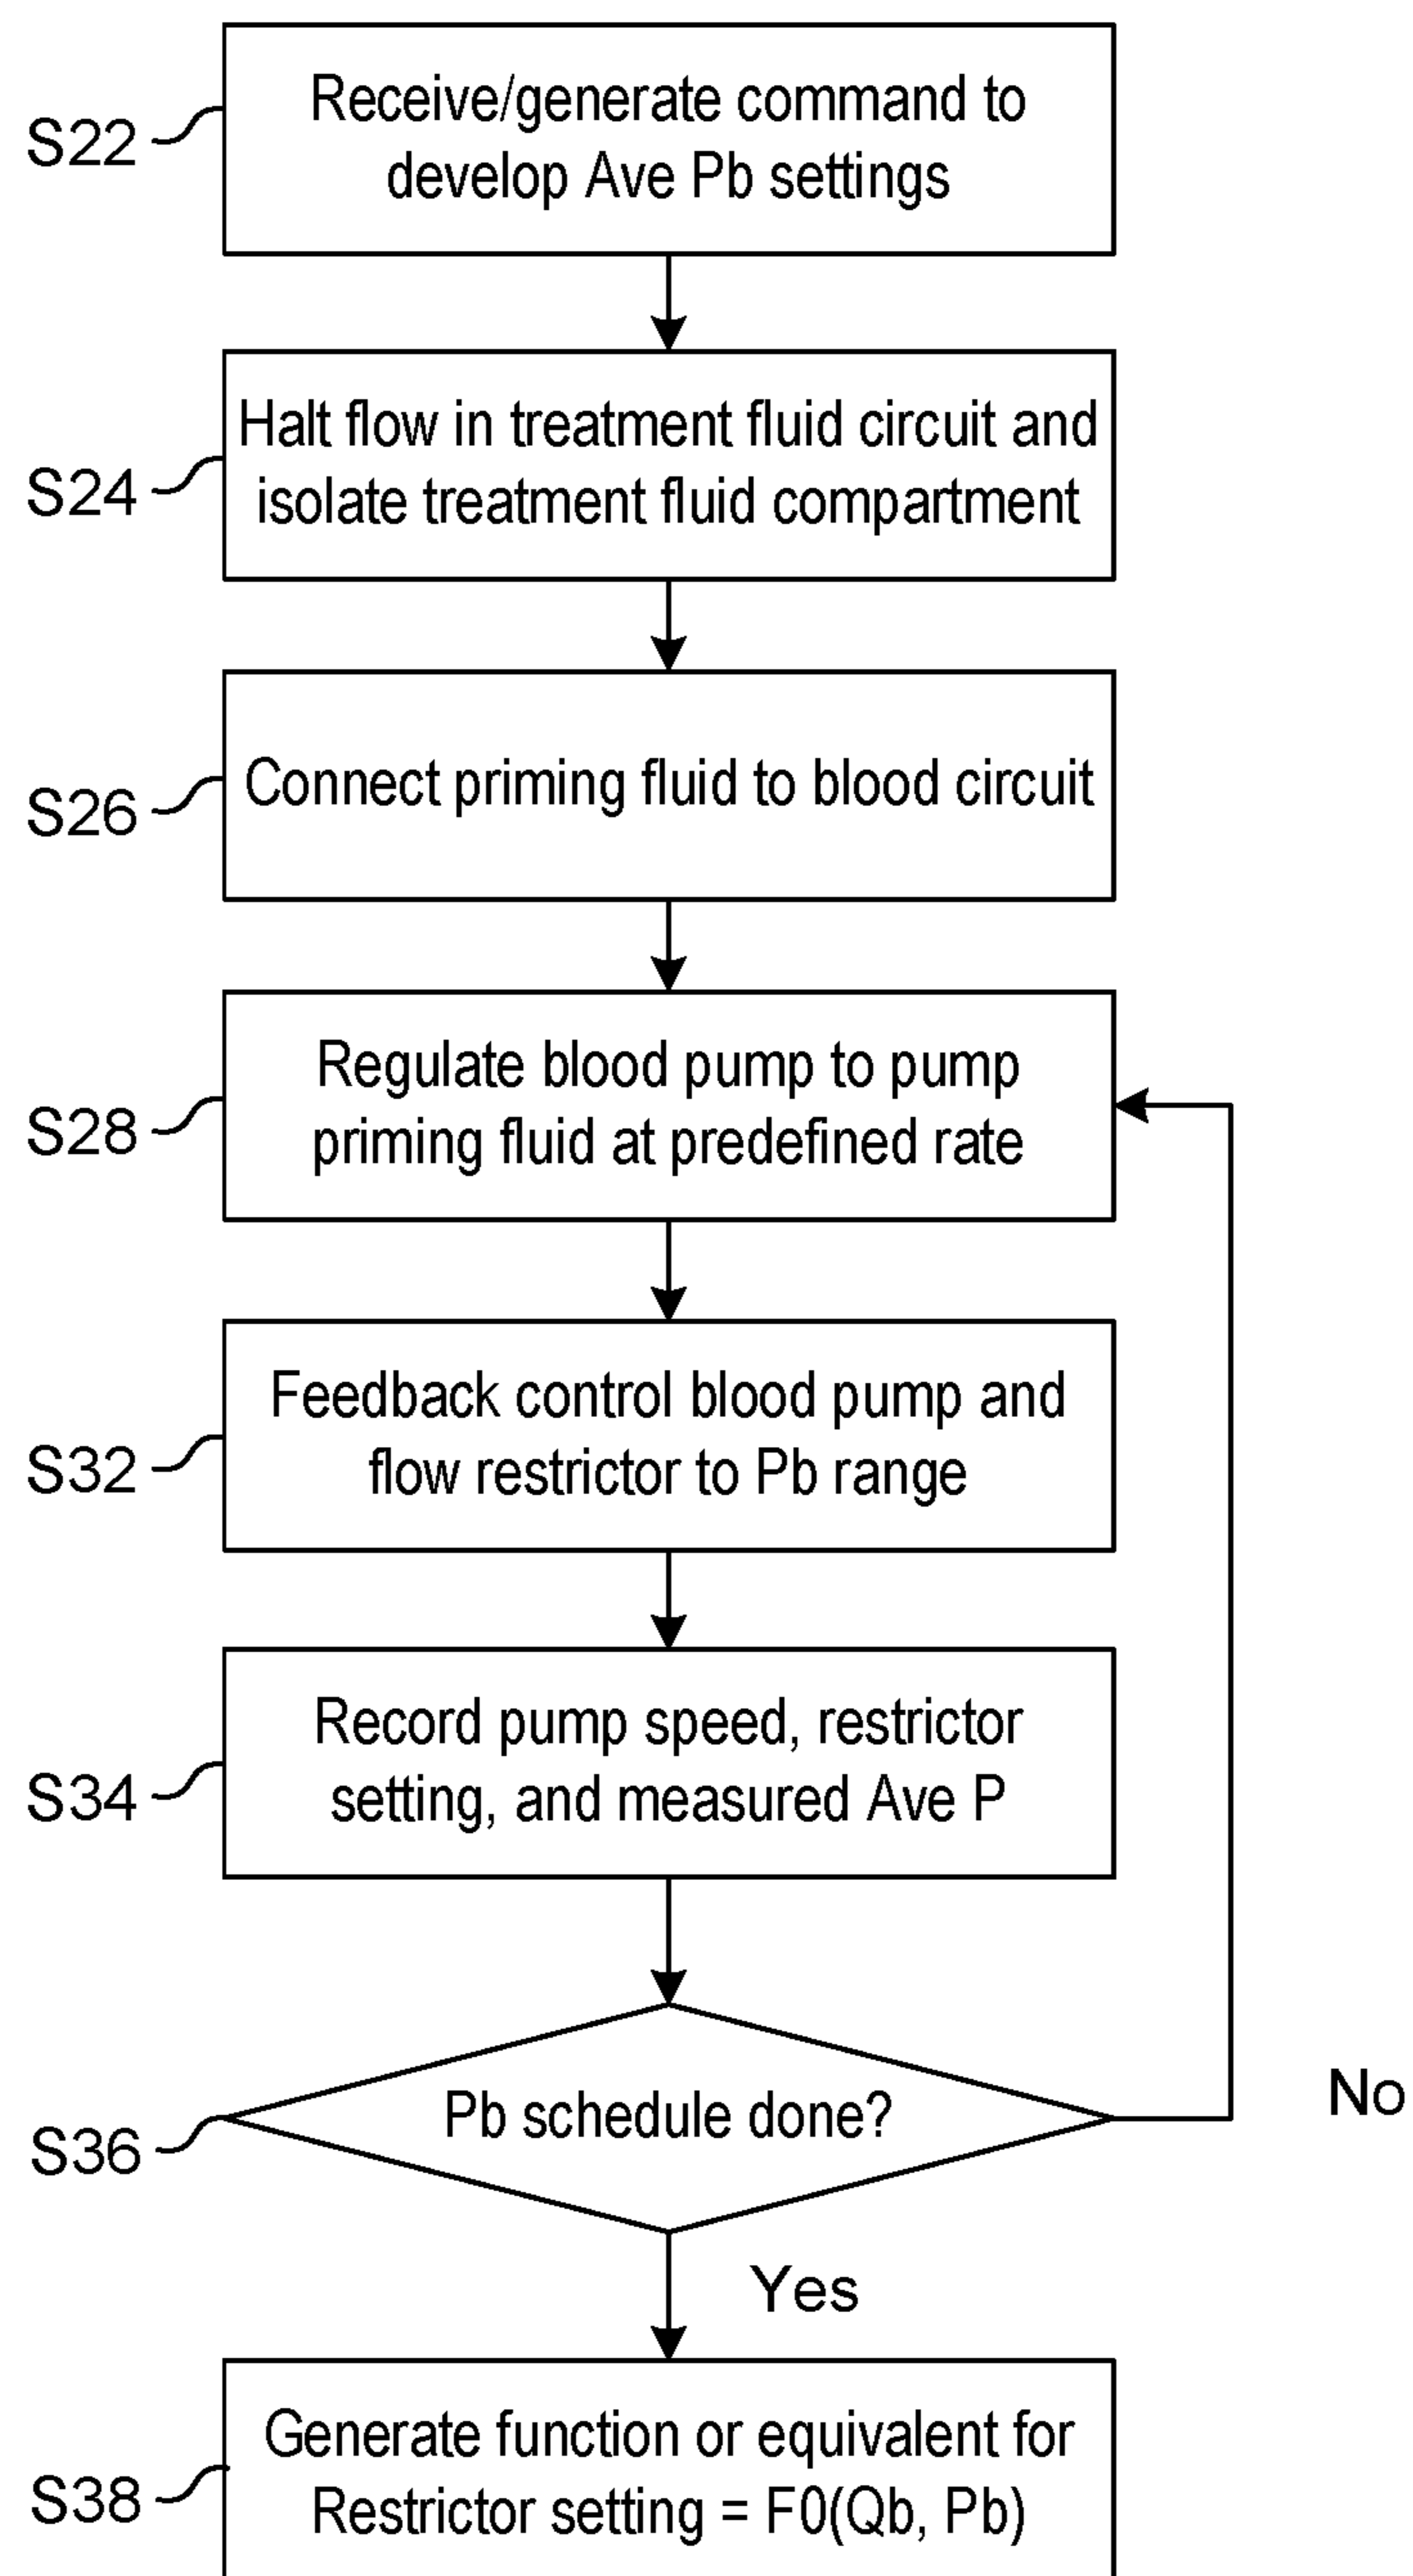 S22
Receive/generate command to
develop Ave Pb settings
S24
Halt flow in treatment fluid circuit and
isolate treatment fluid compartment
S26
Connect priming fluid to blood circuit
S28
Regulate blood pump to pump
priming fluid at predefined rate
S32
Feedback control blood pump and
flow restrictor to Pb range
S34
Record pump speed, restrictor
setting, and measured Ave P
S36
Pb schedule done?
No
Yes
S38
Generate function or equivalent for
Restrictor setting = F0(Qb, Pb)